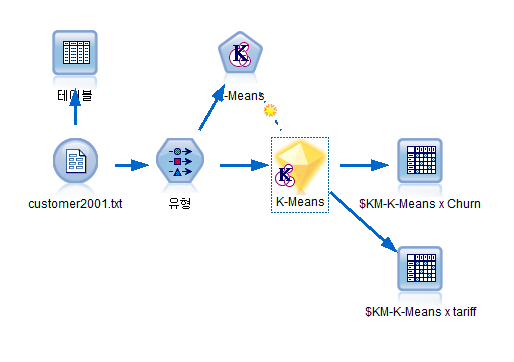 테이블
K-Means
customer2001.txt
유형
K-Means
$KM-K-Means x Churn
$KM-K-Means x tariff